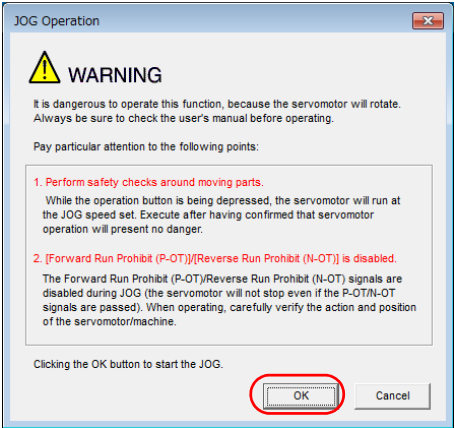 JOG Operation
WARNING
It is dangerous to operate this function, because the servomotor will rotate.
Always be sure to check the user's manual before operating.
Pay particular attention to the following points:
1. Perform safety checks around moving parts.
While the operation button is being depressed, the servomotor will run at
the JOG speed set. Execute after having confirmed that servomotor
operation will present no danger.
2. [Forward Run Prohibit (P-OT)]/[Reverse Run Prohibit (N-OT)] is disabled.
The Forward Run Prohibit (P-OT)/Reverse Run Prohibit (N-OT) signals are
disabled during JOG (the servomotor will not stop even if the P-OT/N-OT
signals are passed). When operating, carefully verify the action and position
of the servomotor/machine.
Clicking the OK button to start the JOG.
OK Cancel